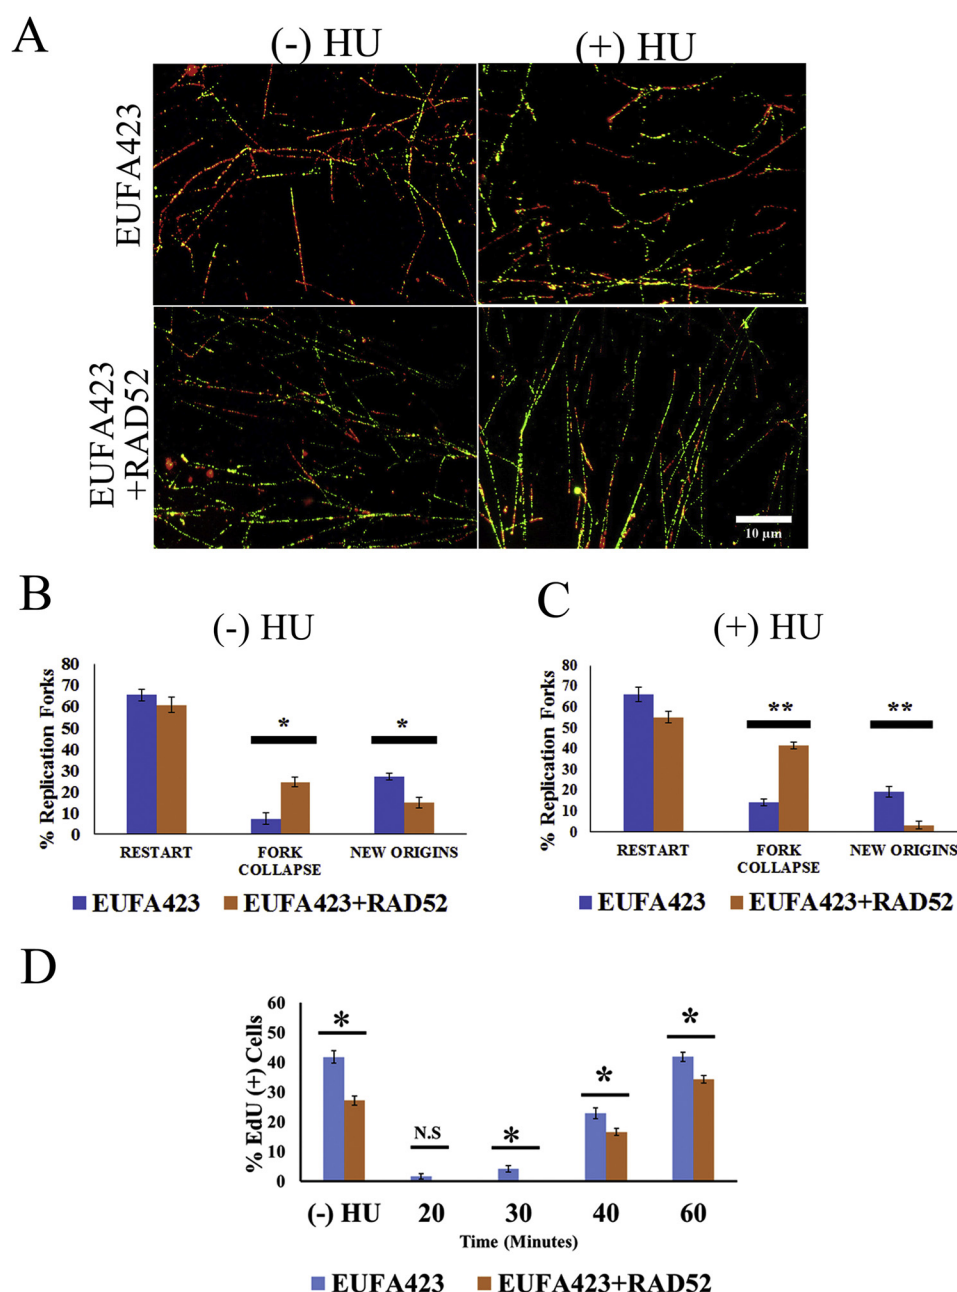 A
(-) HU
(+) HU
EUFA423
EUFA423
+RAD52
10 µm
B
(-) HU
% Replication Forks
80
70
60
50
40
30
20
10
0
*
*
RESTART
FORK
COLLAPSE
NEW ORIGINS
EUFA423
EUFA423+RAD52
C
(+) HU
% Replication Forks
80
70
60
50
40
30
20
10
0
**
**
RESTART
FORK
COLLAPSE
NEW ORIGINS
EUFA423
EUFA423+RAD52
D
% EdU (+) Cells
60
50
40
30
20
10
0
*
N.S
*
*
*
(-) HU
20
30
40
60
Time (Minutes)
EUFA423
EUFA423+RAD52